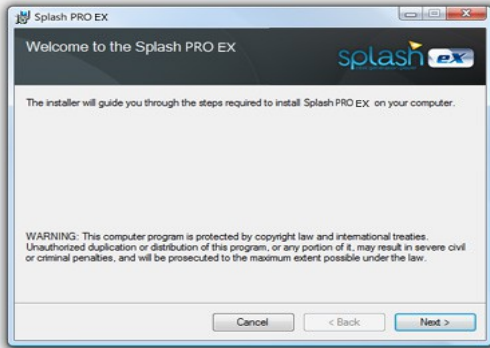 Splash PRO EX
Welcome to the Splash PRO EX
splash EX
The installer will guide you through the steps required to install Splash PRO EX on your computer.
WARNING: This computer program is protected by copyright law and international treaties.
Unauthorized duplication or distribution of this program, or any portion of it, may result in severe civil
or criminal penalties, and will be prosecuted to the maximum extent possible under the law.
Cancel < Back Next >